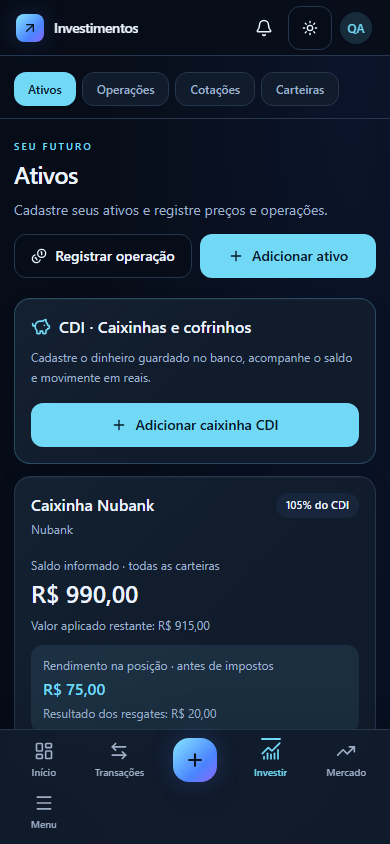 Investimentos
QA
Ativos
Operações
Cotações
Carteiras
SEU FUTURO
Ativos
Cadastre seus ativos e registre preços e operações.
Registrar operação
Adicionar ativo
CDI · Caixinhas e cofrinhos
Cadastre o dinheiro guardado no banco, acompanhe o saldo
e movimente em reais.
Adicionar caixinha CDI
Caixinha Nubank
105% do CDI
Nubank
Saldo informado · todas as carteiras
R$ 990,00
Valor aplicado restante: R$ 915,00
Rendimento na posição · antes de impostos
R$ 75,00
Resultado dos resgates: R$ 20,00
Início
Transações
Investir
Mercado
Menu